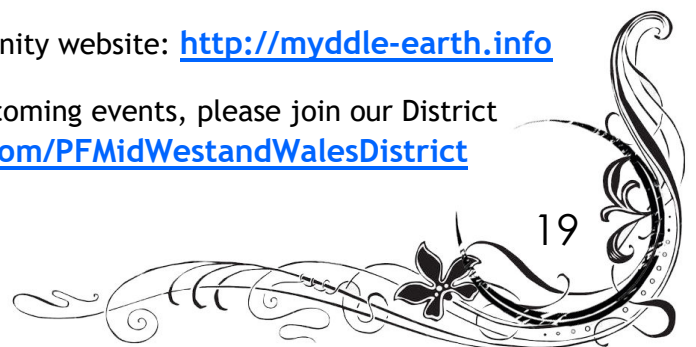 nity website: http://myddle-earth.info
coming events, please join our District
om/PFMidWestandWalesDistrict
19